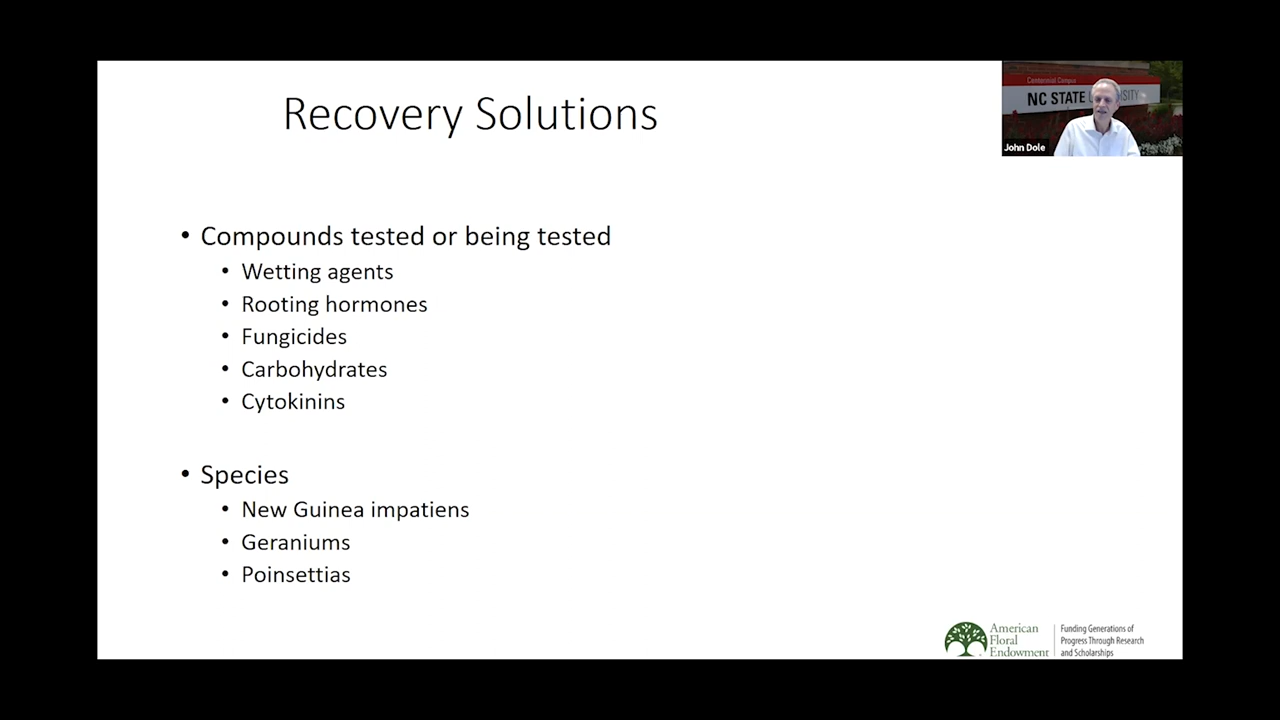 Recovery Solutions
Centennial Campus
NC STATE UNIVERSITY
John Dole
• Compounds tested or being tested
• Wetting agents
• Rooting hormones
• Fungicides
• Carbohydrates
• Cytokinins
• Species
• New Guinea impatiens
• Geraniums
• Poinsettias
American
Floral
Endowment
Funding Generations of
Progress Through Research
and Scholarships